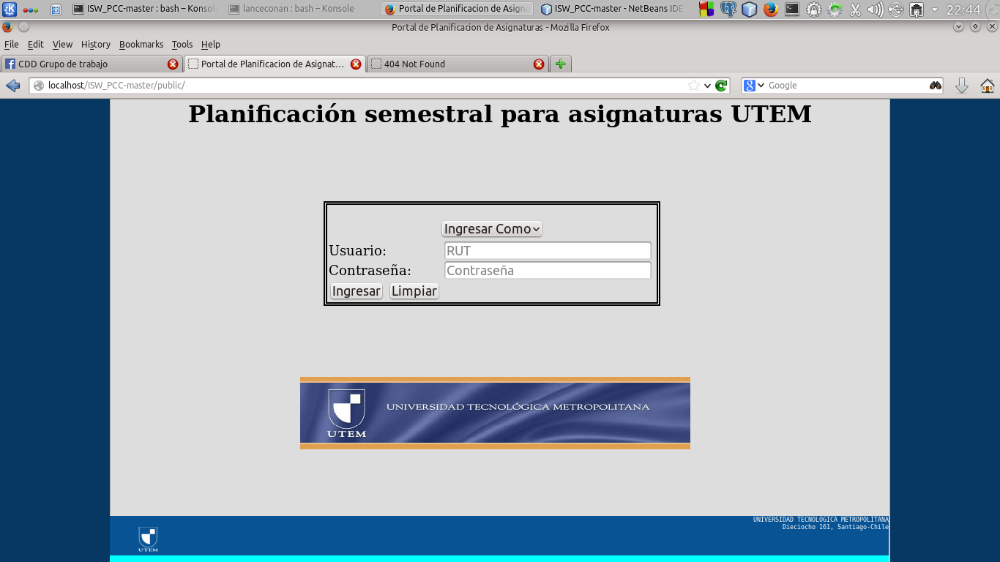 ISW_PCC-master : bash – Konsole
lanceconan : bash – Konsole
Portal de Planificacion de Asigna
ISW_PCC-master - NetBeans IDE
22:44
Portal de Planificacion de Asignaturas - Mozilla Firefox
File Edit View History Bookmarks Tools Help
CDD Grupo de trabajo
Portal de Planificacion de Asignat...
404 Not Found
localhost/ISW_PCC-master/public/
Google
Planificación semestral para asignaturas UTEM
Ingresar Como
Usuario: RUT
Contraseña: Contraseña
Ingresar Limpiar
UNIVERSIDAD TECNOLÓGICA METROPOLITANA
UTEM
UNIVERSIDAD TECNOLOGICA METROPOLITANA
Dieciocho 161, Santiago-Chile
UTEM